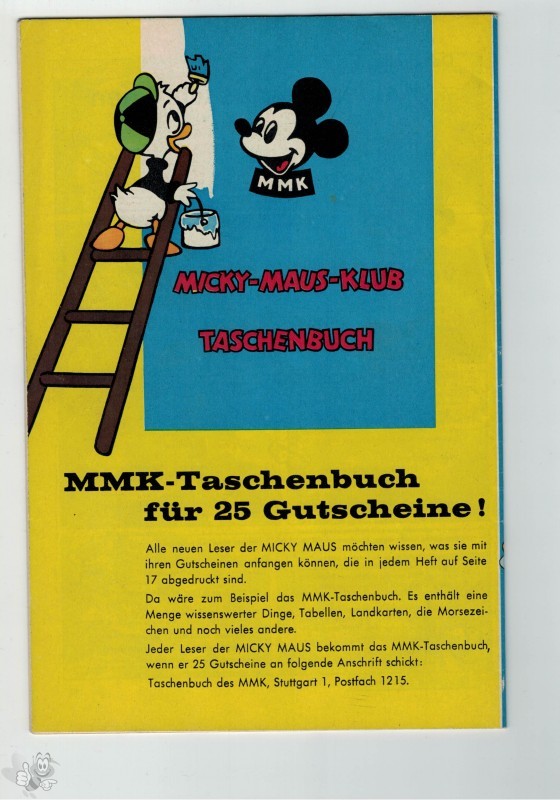 MMK
MICKY-MAUS-KLUB
TASCHENBUCH
MMK-Taschenbuch
für 25 Gutscheine!
Alle neuen Leser der MICKY MAUS möchten wissen, was sie mit
ihren Gutscheinen anfangen können, die in jedem Heft auf Seite
17 abgedruckt sind.
Da wäre zum Beispiel das MMK-Taschenbuch. Es enthält eine
Menge wissenswerter Dinge, Tabellen, Landkarten, die Morsezei-
chen und noch vieles andere.
Jeder Leser der MICKY MAUS bekommt das MMK-Taschenbuch,
wenn er 25 Gutscheine an folgende Anschrift schickt:
Taschenbuch des MMK, Stuttgart 1, Postfach 1215.